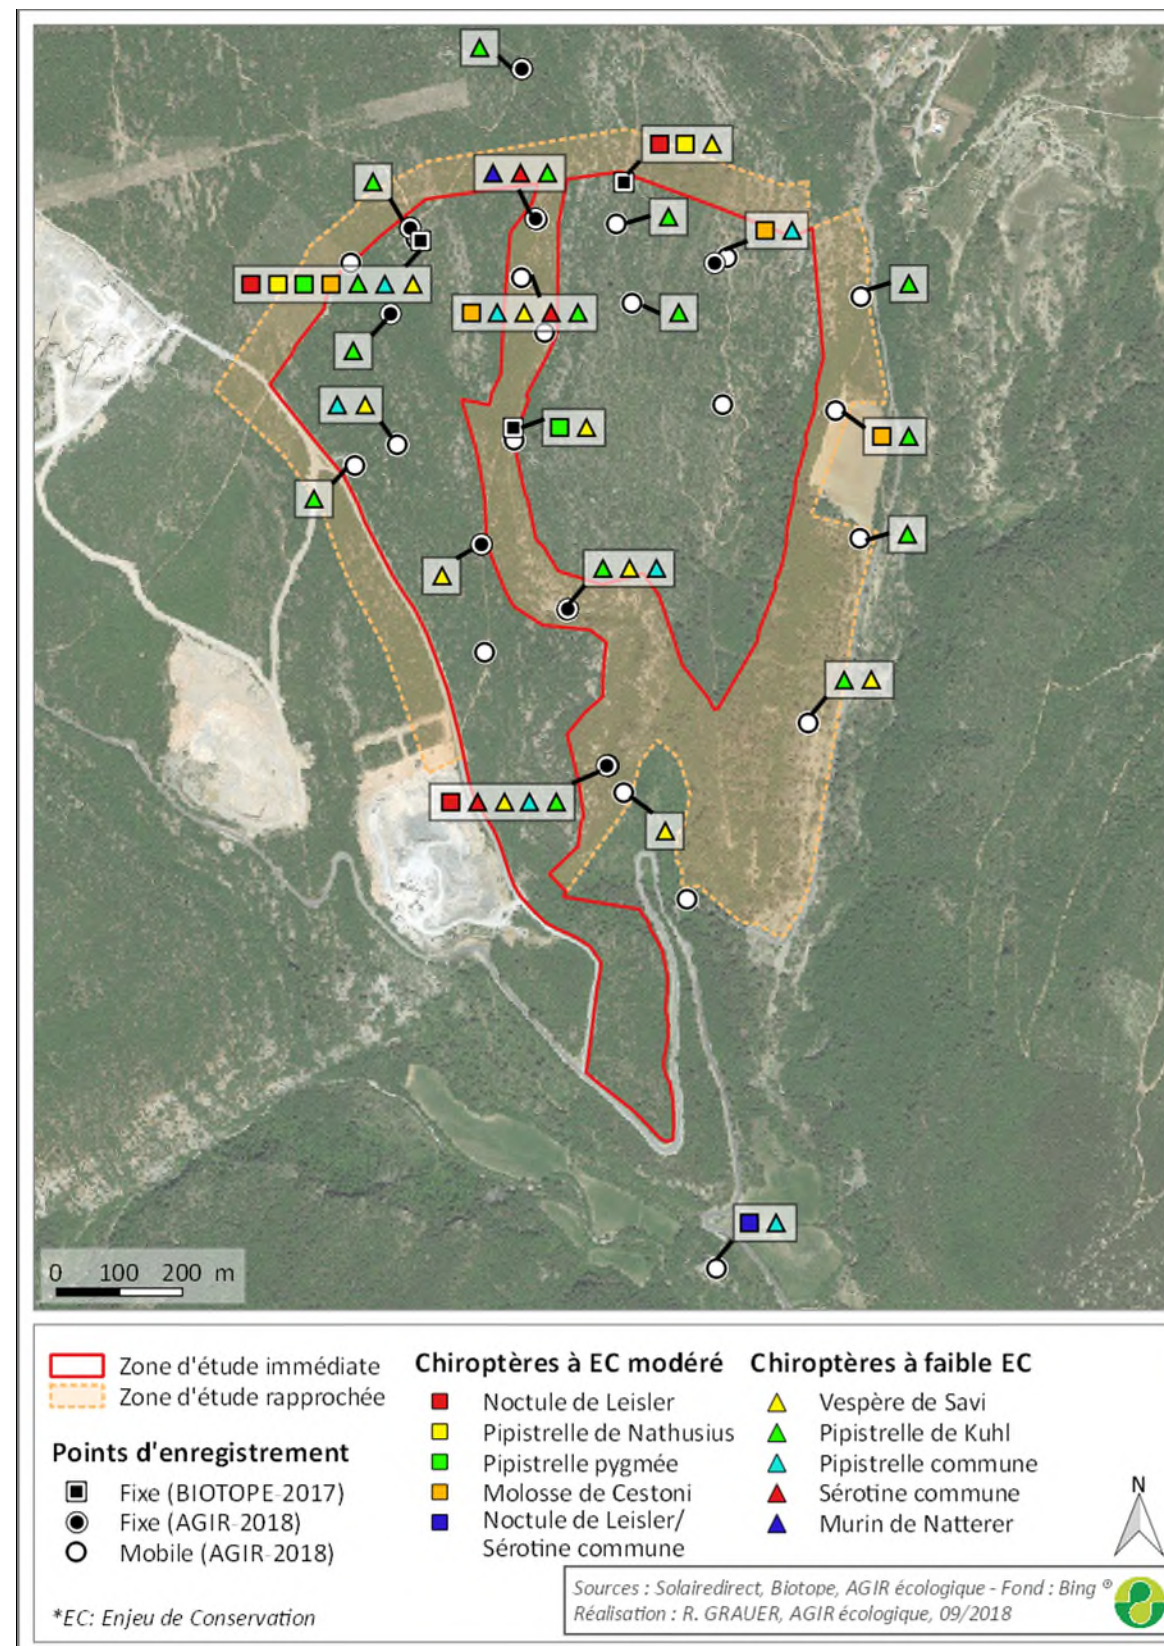 0 100 200 m
Zone d'étude immédiate
Zone d'étude rapprochée
Points d'enregistrement
Fixe (BIOTOPE-2017)
Fixe (AGIR-2018)
Mobile (AGIR-2018)
*EC: Enjeu de Conservation
Chiroptères à EC modéré
Noctule de Leisler
Pipistrelle de Nathusius
Pipistrelle pygmée
Molosse de Cestoni
Noctule de Leisler/
Sérotine commune
Chiroptères à faible EC
Vespère de Savi
Pipistrelle de Kuhl
Pipistrelle commune
Sérotine commune
Murin de Natterer
N
Sources : Solairedirect, Biotope, AGIR écologique - Fond : Bing ®
Réalisation : R. GRAUER, AGIR écologique, 09/2018